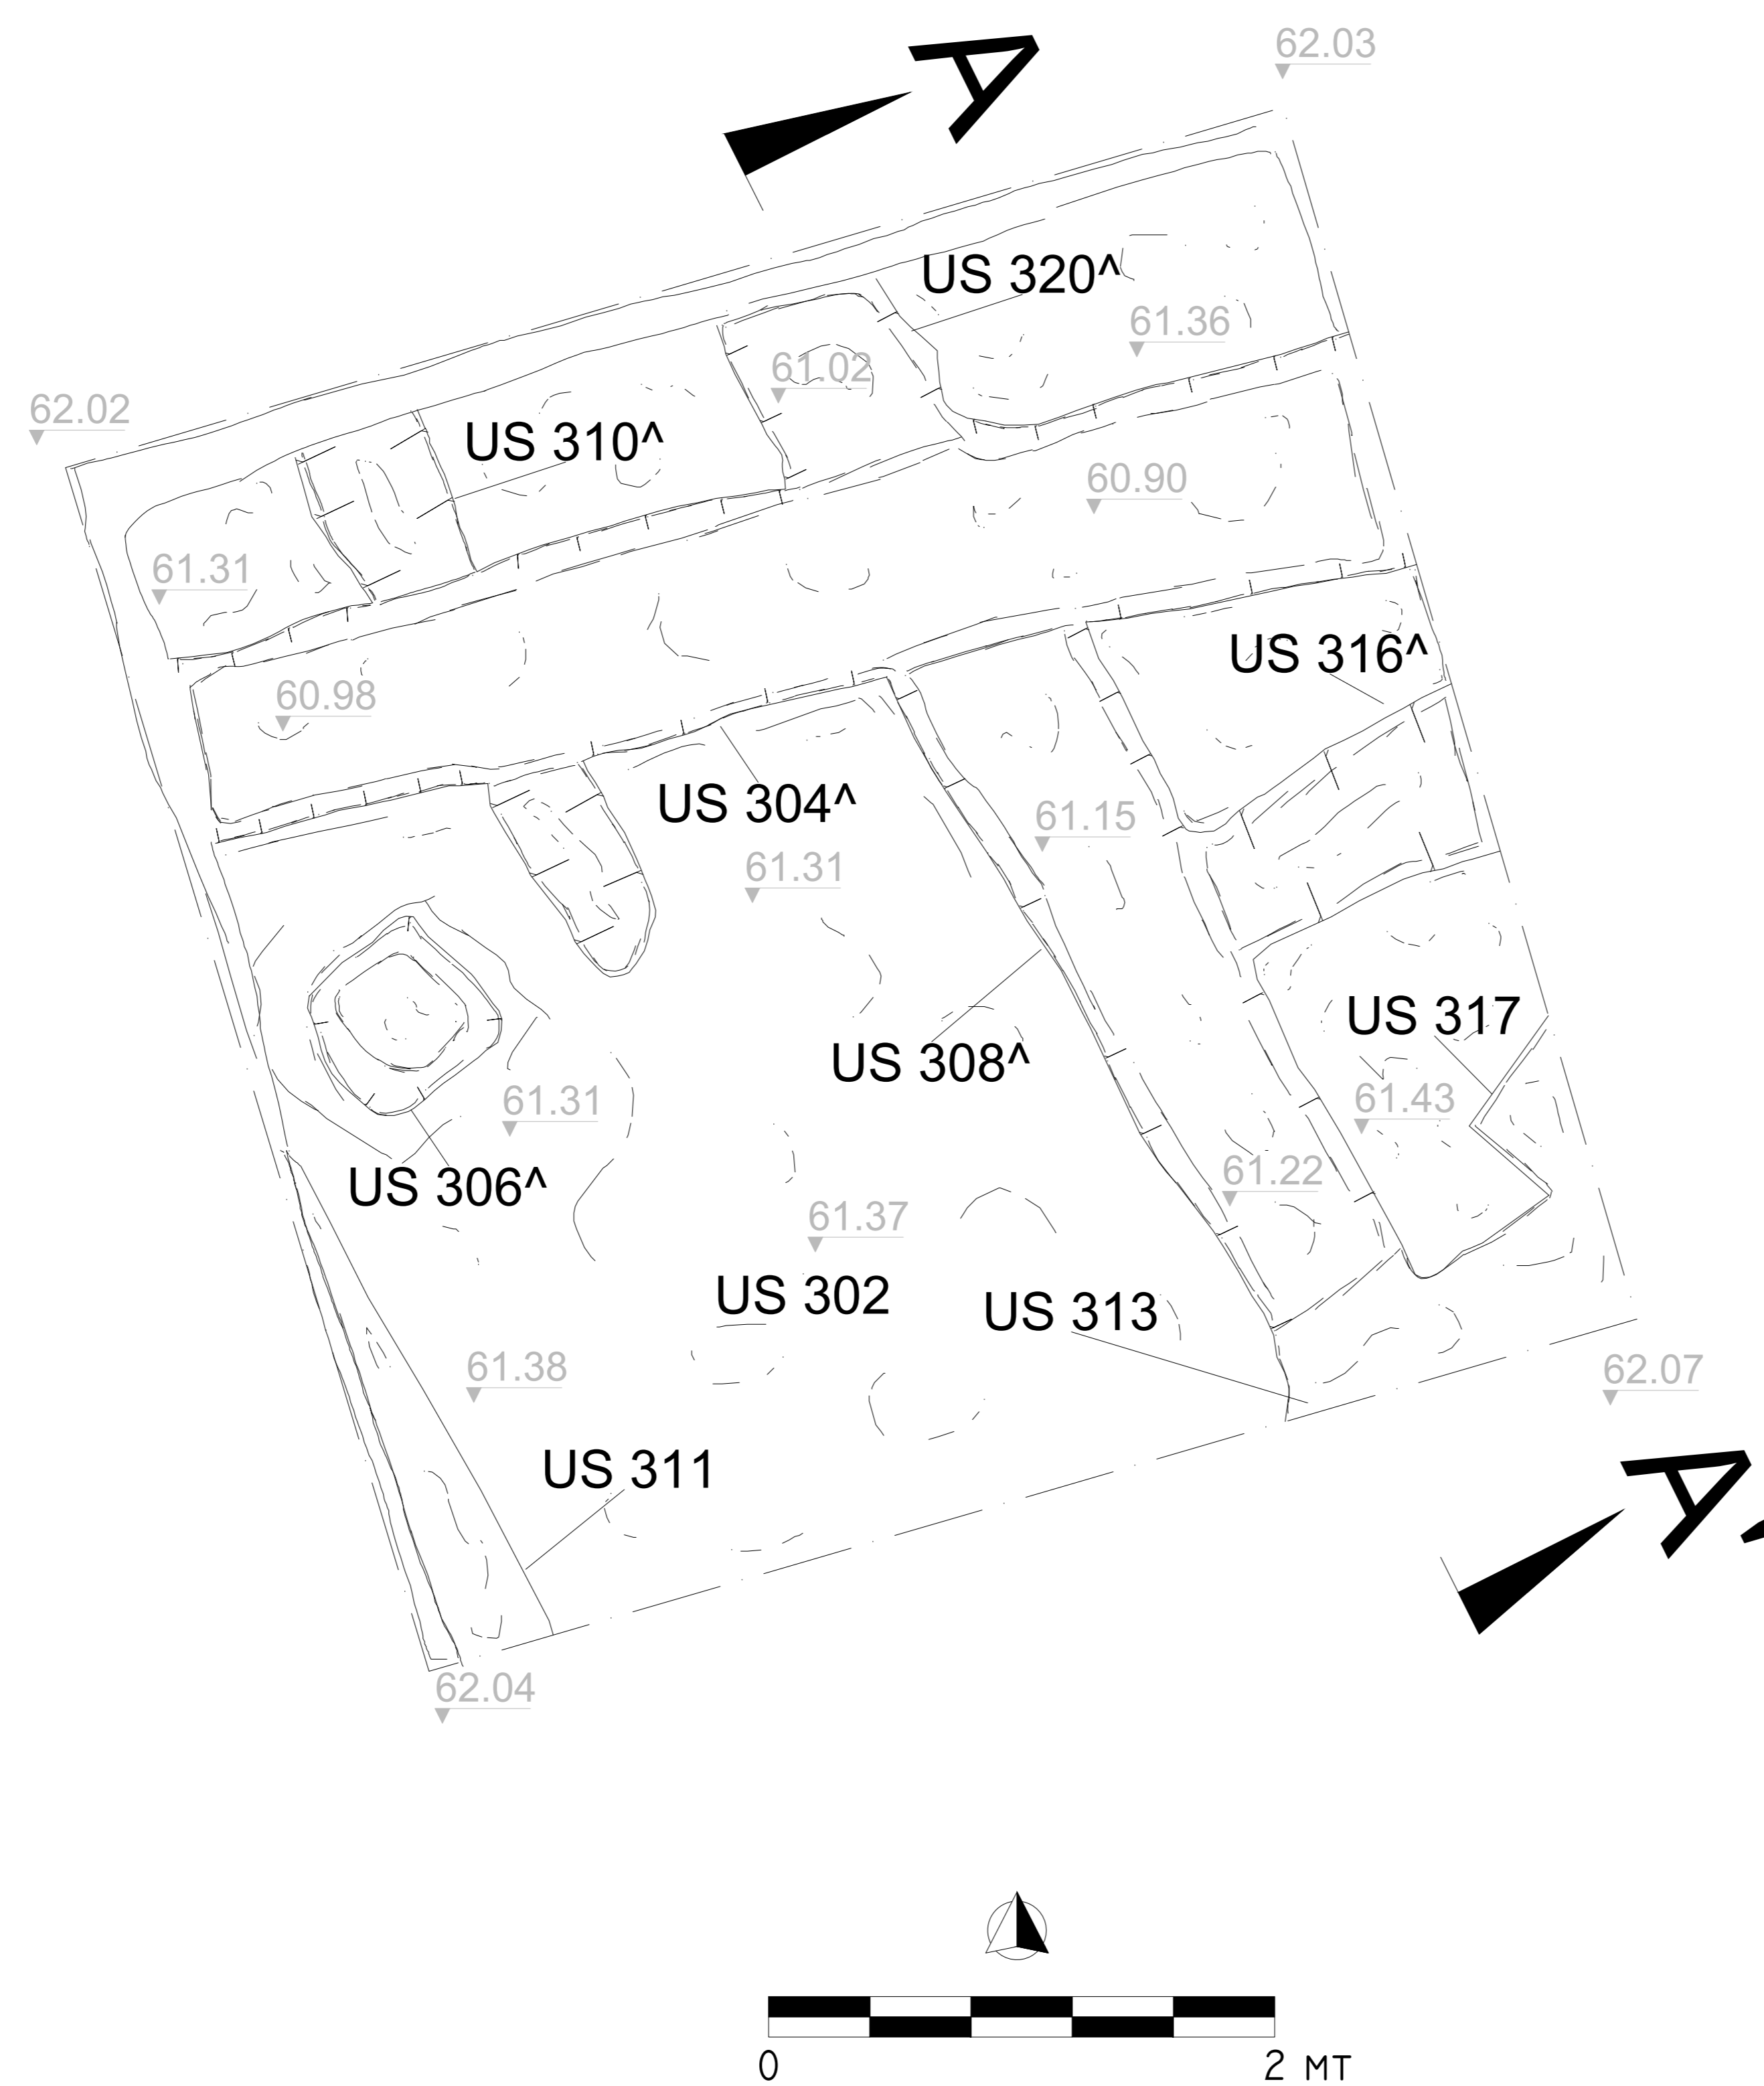 A
62.03
US 320^
61.36
61.02
62.02
US 310^
60.90
61.31
US 316^
60.98
US 304^
61.15
61.31
US 317
US 308^
61.31
61.43
US 306^
61.22
61.37
US 302
US 313
61.38
62.07
US 311
A
62.04
0 2 MT